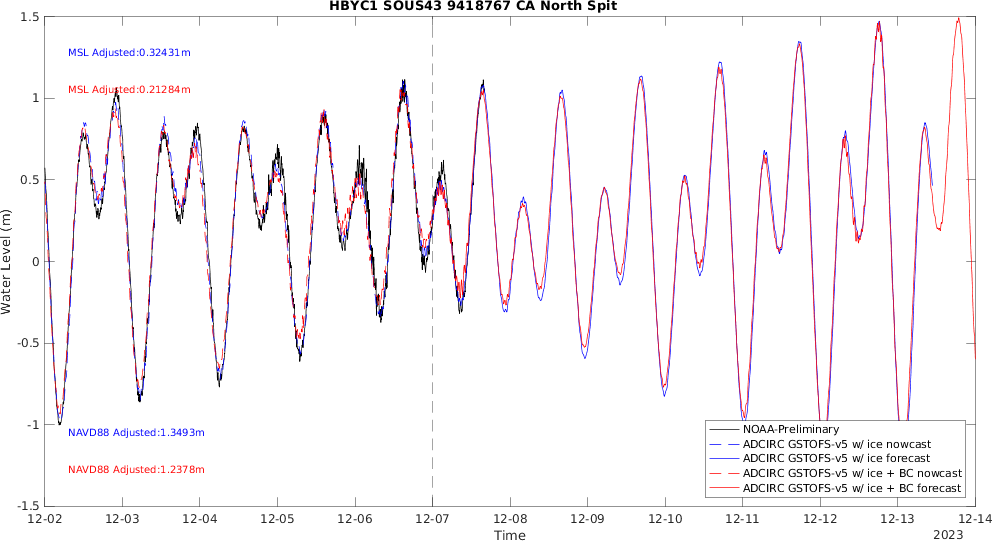 HBYC1 SOUS43 9418767 CA North Spit
1.5
MSL Adjusted:0.32431m
MSL Adjusted:0.21284m
1
0.5
0
-0.5
-1
-1.5
Water Level (m)
NAVD88 Adjusted:1.3493m
NAVD88 Adjusted:1.2378m
NOAA-Preliminary
ADCIRC GSTOFS-v5 w/ ice nowcast
ADCIRC GSTOFS-v5 w/ ice forecast
ADCIRC GSTOFS-v5 w/ ice + BC nowcast
ADCIRC GSTOFS-v5 w/ ice + BC forecast
12-02 12-03 12-04 12-05 12-06 12-07 12-08 12-09 12-10 12-11 12-12 12-13 12-14
Time
2023